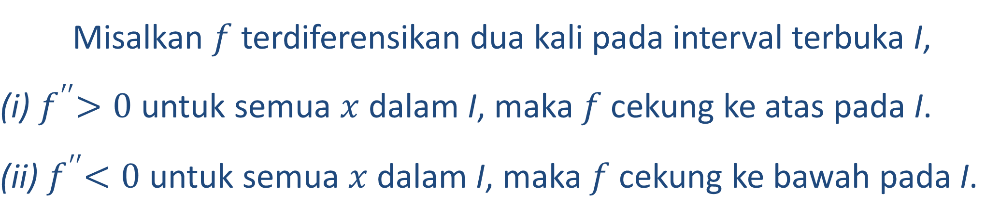 Misalkan f terdiferensikan dua kali pada interval terbuka I,
(i) f'' > 0 untuk semua x dalam I, maka f cekung ke atas pada I.
(ii) f'' < 0 untuk semua x dalam I, maka f cekung ke bawah pada I.